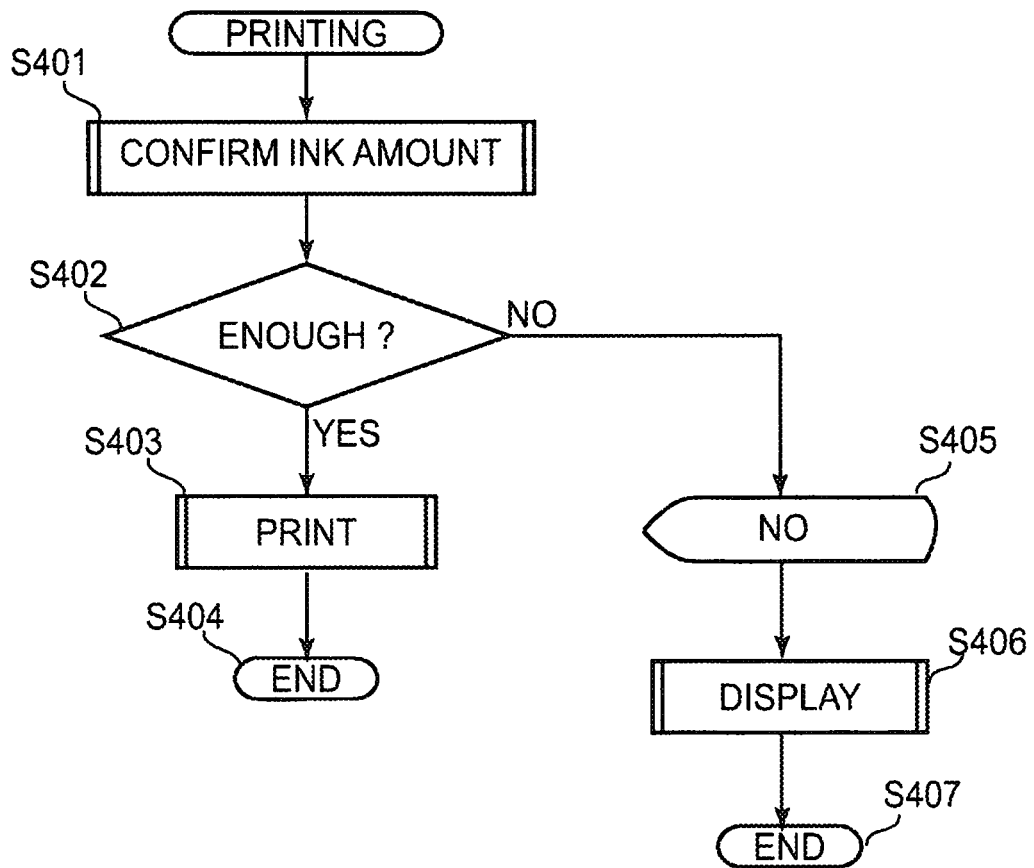 PRINTING
S401
CONFIRM INK AMOUNT
S402
ENOUGH ?
NO
YES
S403
PRINT
S404
END
S405
NO
S406
DISPLAY
S407
END